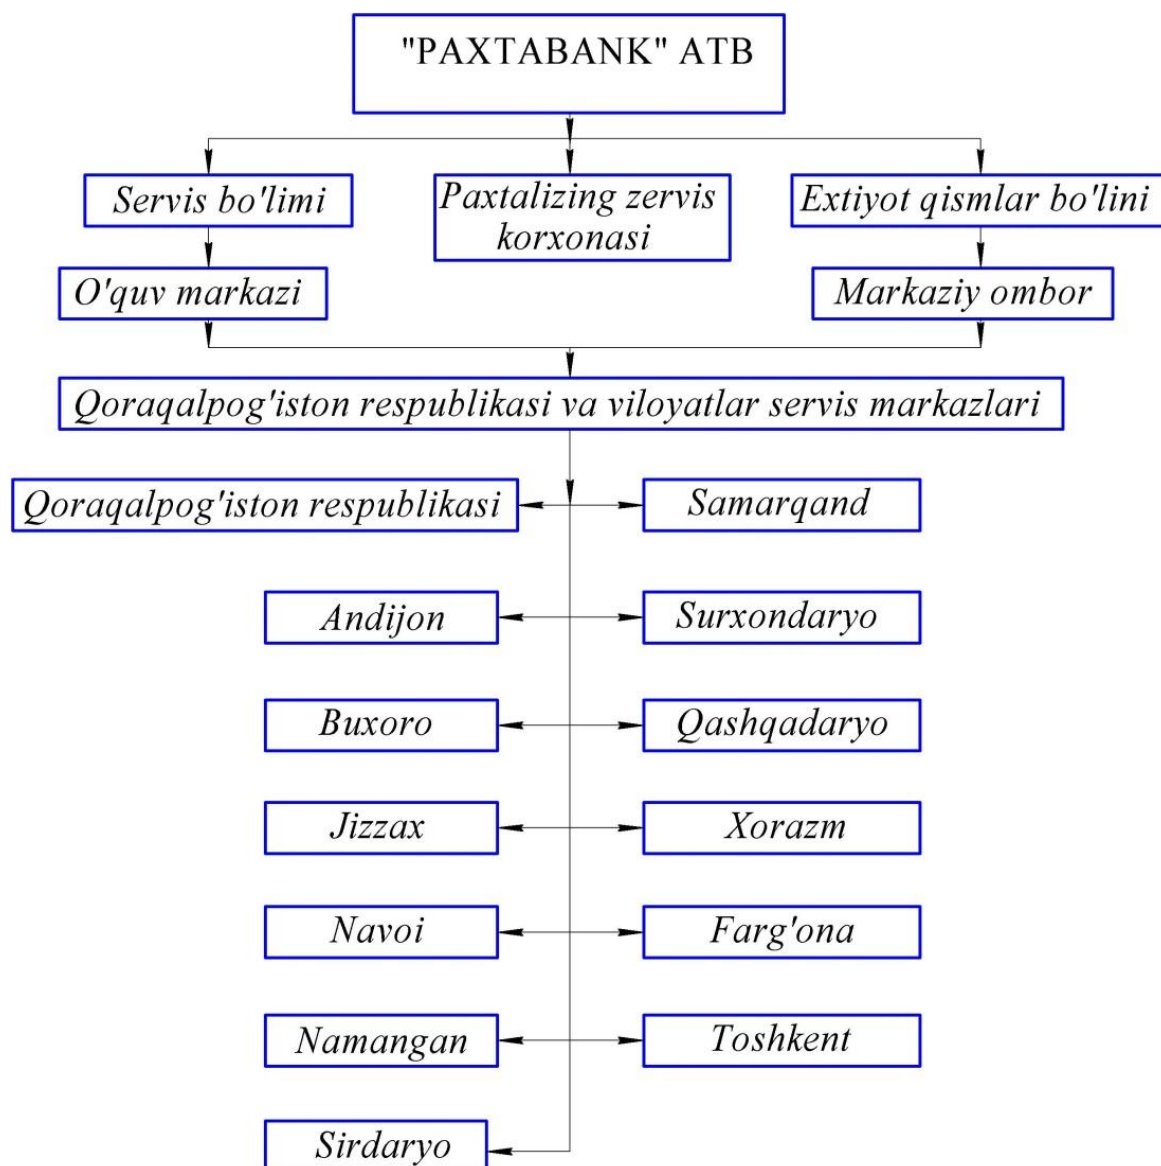 "PAXTABANK" ATB
Servis bo'limi
Paxtalizing zervis
korxonasi
Extiyot qismlar bo'lini
O'quv markazi
Markaziy ombor
Qoraqalpog'iston respublikasi va viloyatlar servis markazlari
Qoraqalpog'iston respublikasi
Samarqand
Andijon
Surxondaryo
Buxoro
Qashqadaryo
Jizzax
Xorazm
Navoi
Farg'ona
Namangan
Toshkent
Sirdaryo